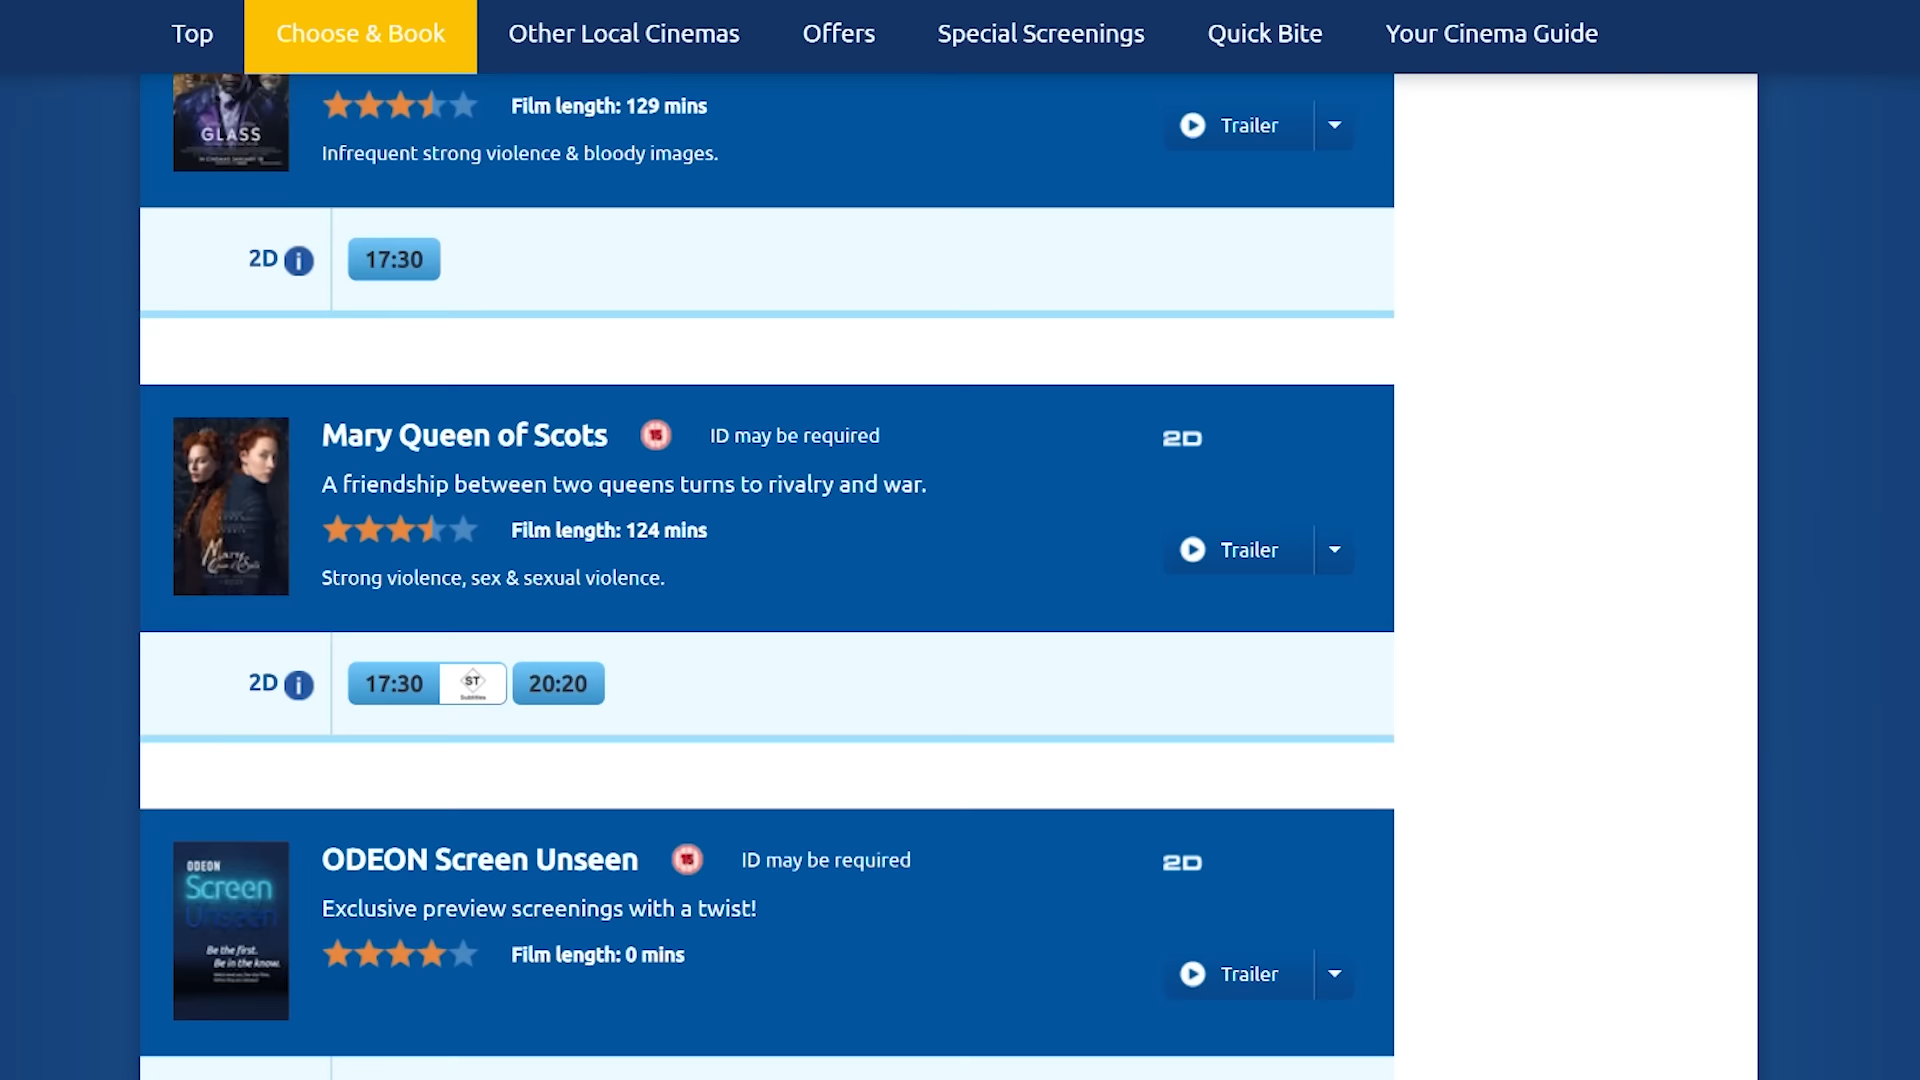 Top Choose & Book Other Local Cinemas Offers Special Screenings Quick Bite Your Cinema Guide
GLASS
Film length: 129 mins
Trailer
Infrequent strong violence & bloody images.
2D i 17:30
Mary Queen of Scots 15 ID may be required 2D
A friendship between two queens turns to rivalry and war.
Film length: 124 mins
Trailer
Strong violence, sex & sexual violence.
2D i 17:30 ST Subtitles 20:20
ODEON Screen Unseen 15 ID may be required 2D
Exclusive preview screenings with a twist!
Film length: 0 mins
Trailer
ODEON
Screen
Unseen
Be the first.
Be in the know.